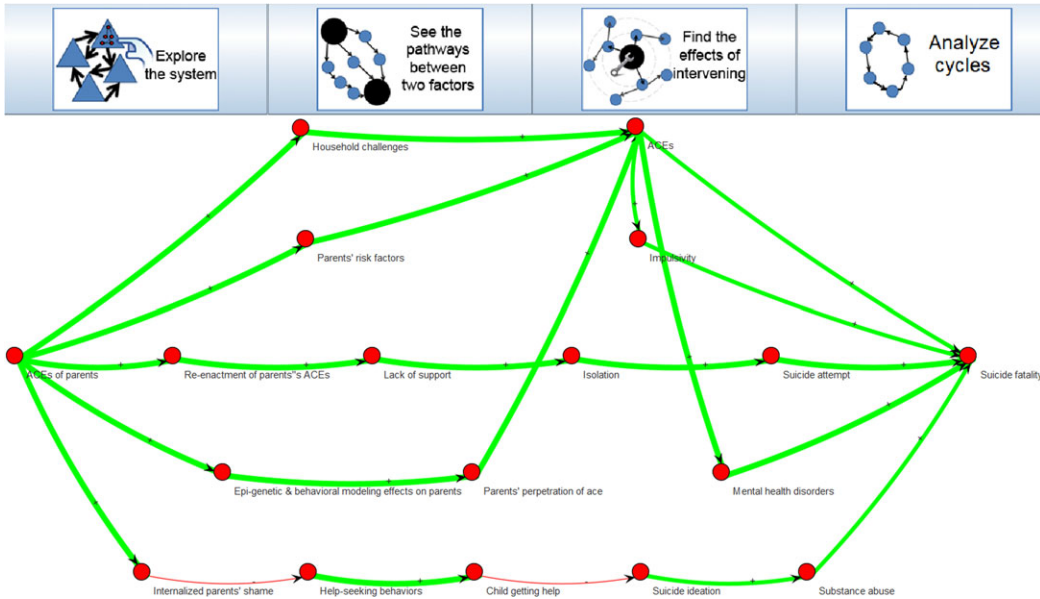 Explore
the system
See the
pathways
between
two factors
Find the
effects of
intervening
Analyze
cycles
Household challenges
ACEs
Parents' risk factors
Impulsivity
ACEs of parents
Re-enactment of parents"s ACEs
Lack of support
Isolation
Suicide attempt
Suicide fatality
Epi-genetic & behavioral modeling effects on parents
Parents' perpetration of ace
Mental health disorders
Internalized parents' shame
Help-seeking behaviors
Child getting help
Suicide ideation
Substance abuse